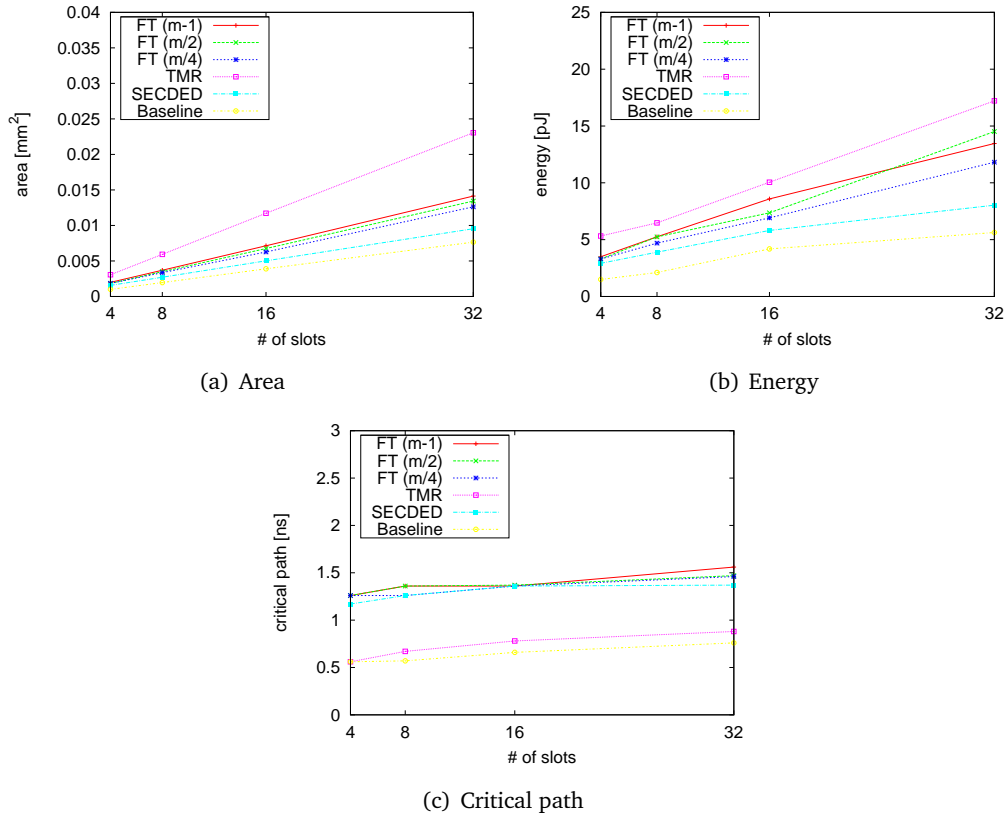 0.04
0.035
0.03
0.025
0.02
0.015
0.01
0.005
0
4 8 16 32
area [mm2]
# of slots
FT (m-1)
FT (m/2)
FT (m/4)
TMR
SECDED
Baseline
(a) Area
25
20
15
10
5
0
4 8 16 32
energy [pJ]
# of slots
FT (m-1)
FT (m/2)
FT (m/4)
TMR
SECDED
Baseline
(b) Energy
3
2.5
2
1.5
1
0.5
0
4 8 16 32
critical path [ns]
# of slots
FT (m-1)
FT (m/2)
FT (m/4)
TMR
SECDED
Baseline
(c) Critical path